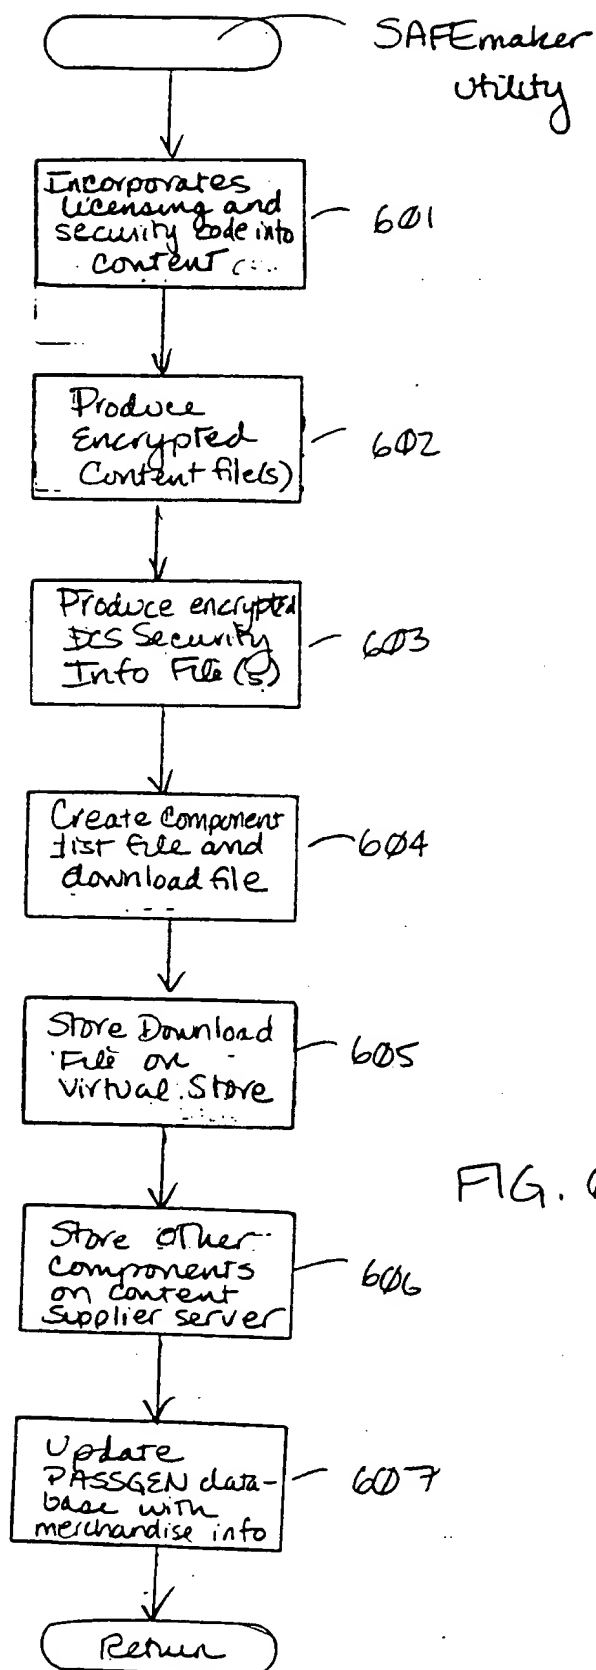 SAFEmaker
utility
Incorporates
licensing and
security code into
content
601
Produce
Encrypted
Content file(s)
602
Produce encrypted
DCS Security
Info File(s)
603
Create component
list file and
download file
604
Store Download
File on
Virtual Store
605
FIG. 6
Store other
components
on content
supplier server
606
Update
PASSGEN data-
base with
merchandise info
607
Return